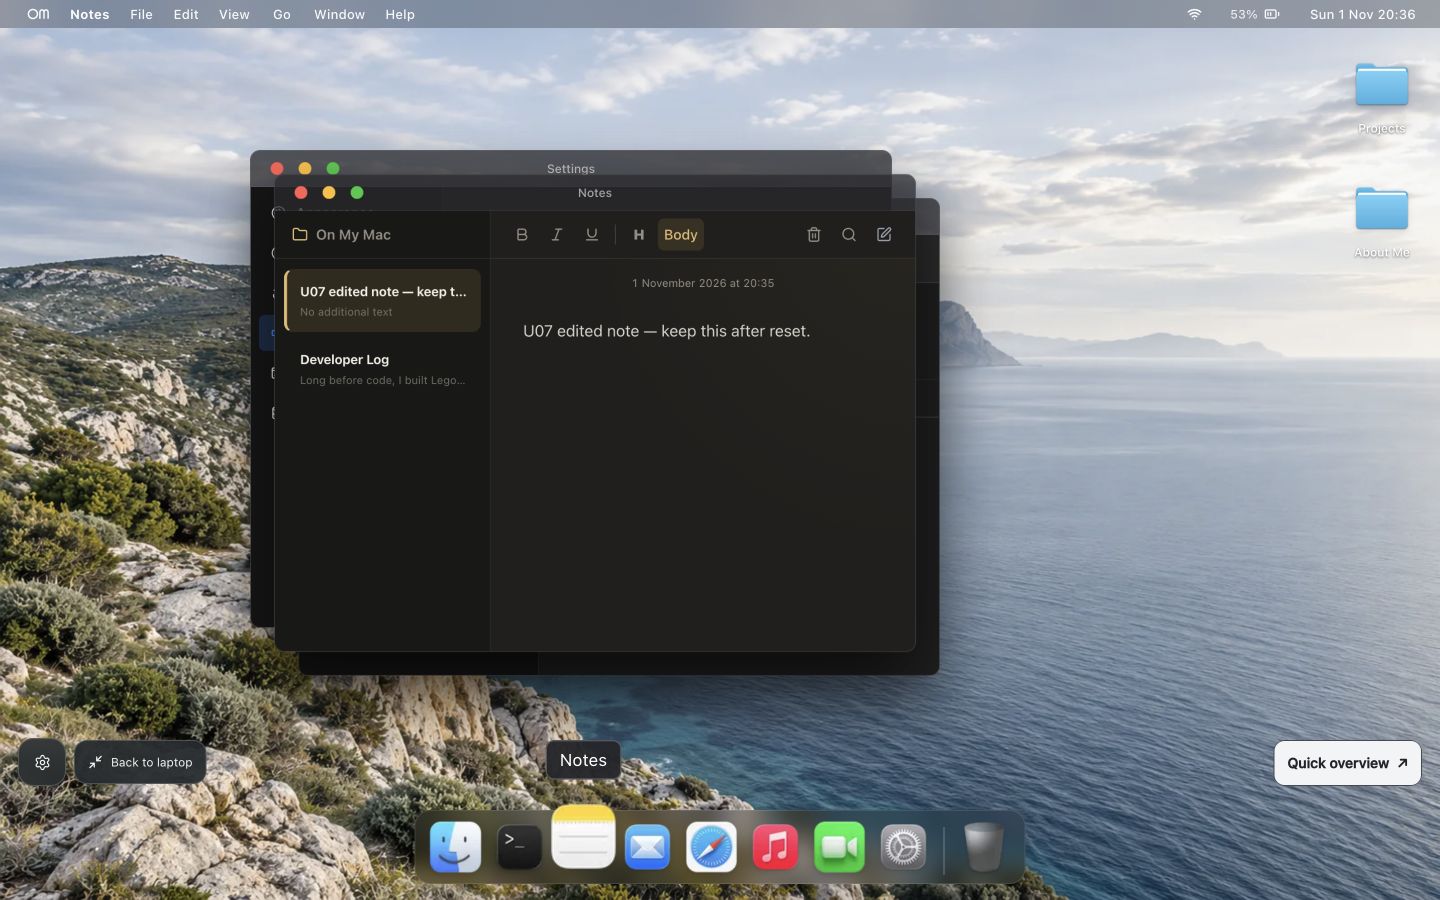 OM Notes File Edit View Go Window Help 53% Sun 1 Nov 20:36
Projects
About Me
Settings
Appearance
Notes
On My Mac
B I U H Body
U07 edited note — keep t...
No additional text
Developer Log
Long before code, I built Lego...
1 November 2026 at 20:35
U07 edited note — keep this after reset.
Back to laptop
Notes
Quick overview
>_